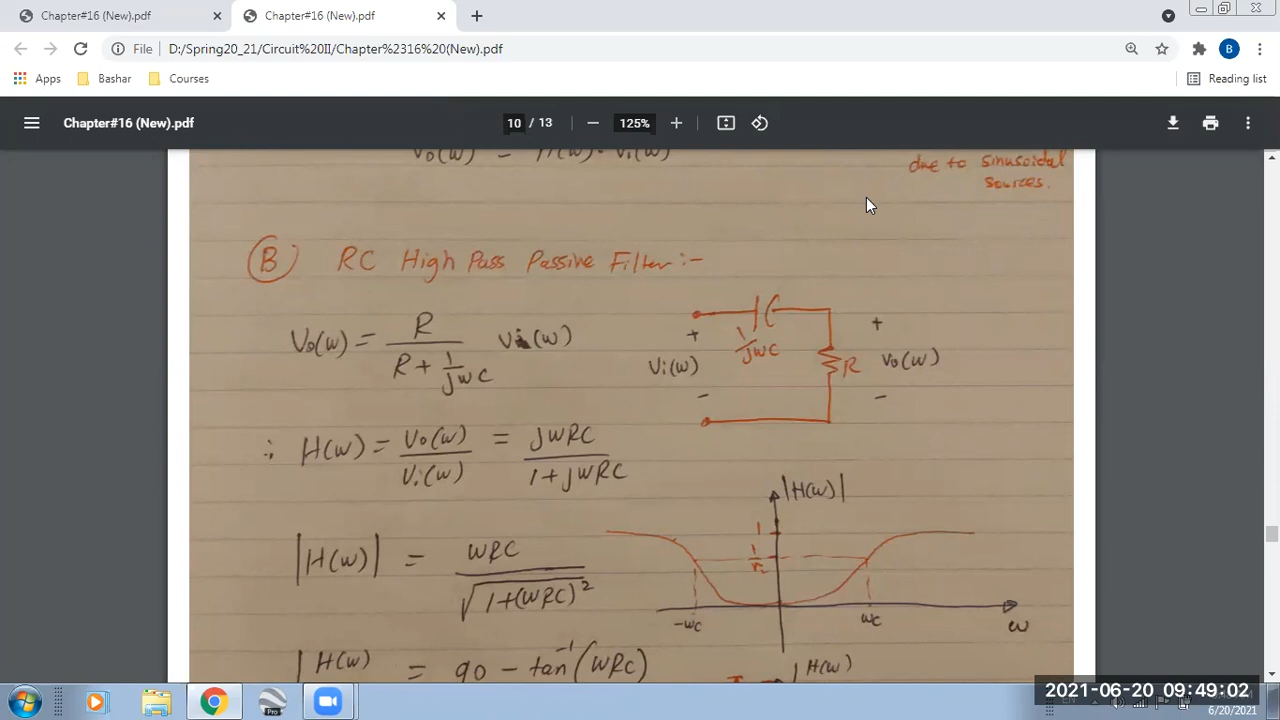 Chapter#16 (New).pdf
Chapter#16 (New).pdf
File D:/Spring20_21/Circuit%20II/Chapter%2316%20(New).pdf
B
Apps Bashar Courses Reading list
Chapter#16 (New).pdf 10 / 13 125%
Vo(w) = H(w). Vi(w)
due to sinusoidal
sources.
B RC High Pass Passive Filter :-
Vo(w) = R / (R + 1/jwc) Vi(w)
1/jwc
+ Vi(w) -
R
+ Vo(w) -
∴ H(w) = Vo(w) / Vi(w) = jwRC / (1 + jwRC)
|H(w)|
1
1/√2
-wc wc w
|H(w)| = wRC / √(1+(wRC)²)
|H(w) = 90 - tan⁻¹(wRC)
|H(w)
Pro
2021-06-20 09:49:02
6/20/2021